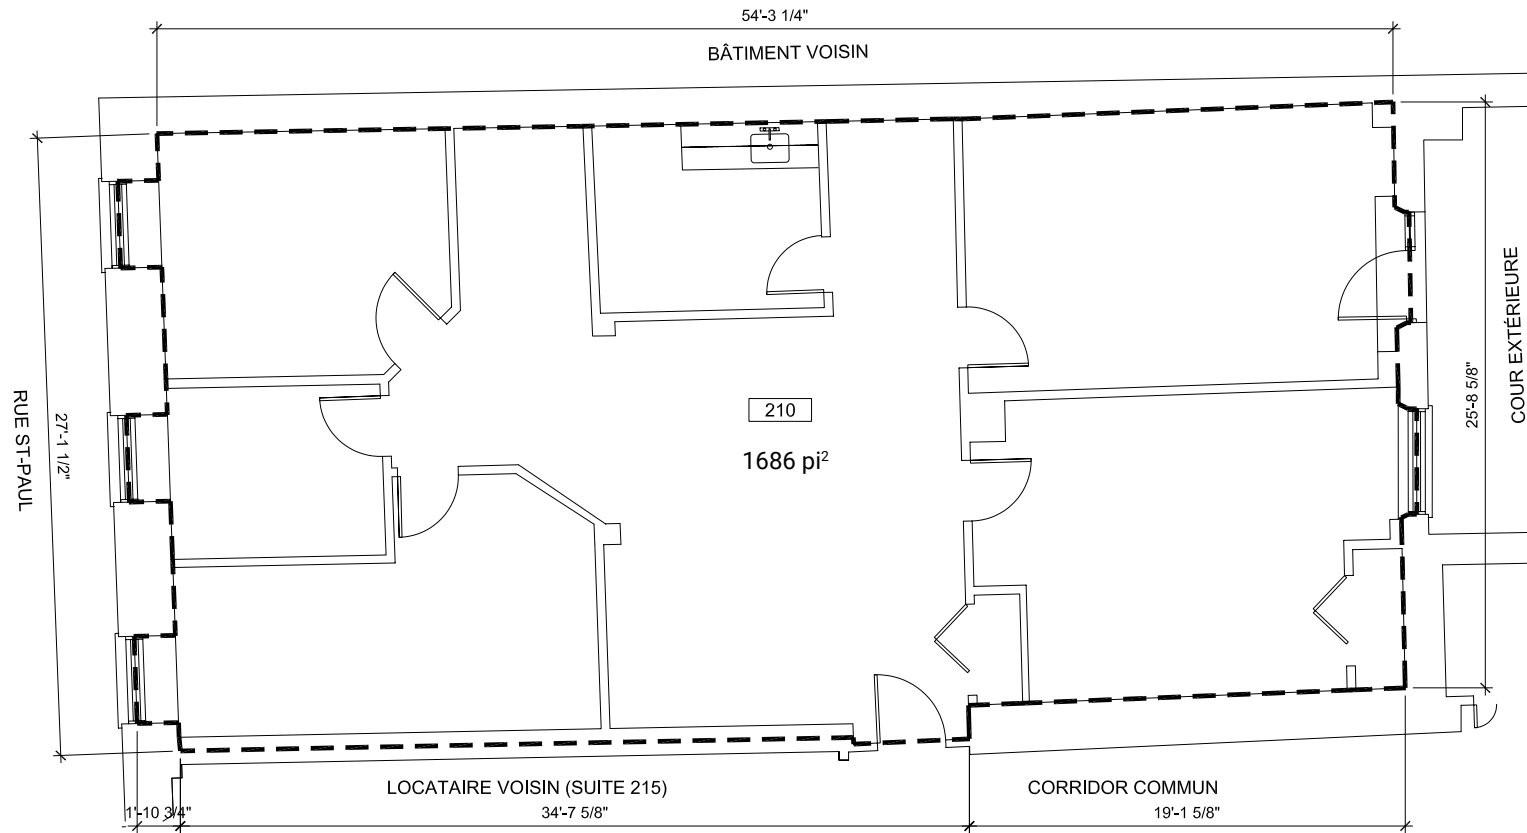 54'-3 1/4"
BÂTIMENT VOISIN
RUE ST-PAUL
27'-1 1/2"
210
1686 pi²
25'-8 5/8"
COUR EXTÉRIEURE
LOCATAIRE VOISIN (SUITE 215)
CORRIDOR COMMUN
1'-10 3/4"
34'-7 5/8"
19'-1 5/8"